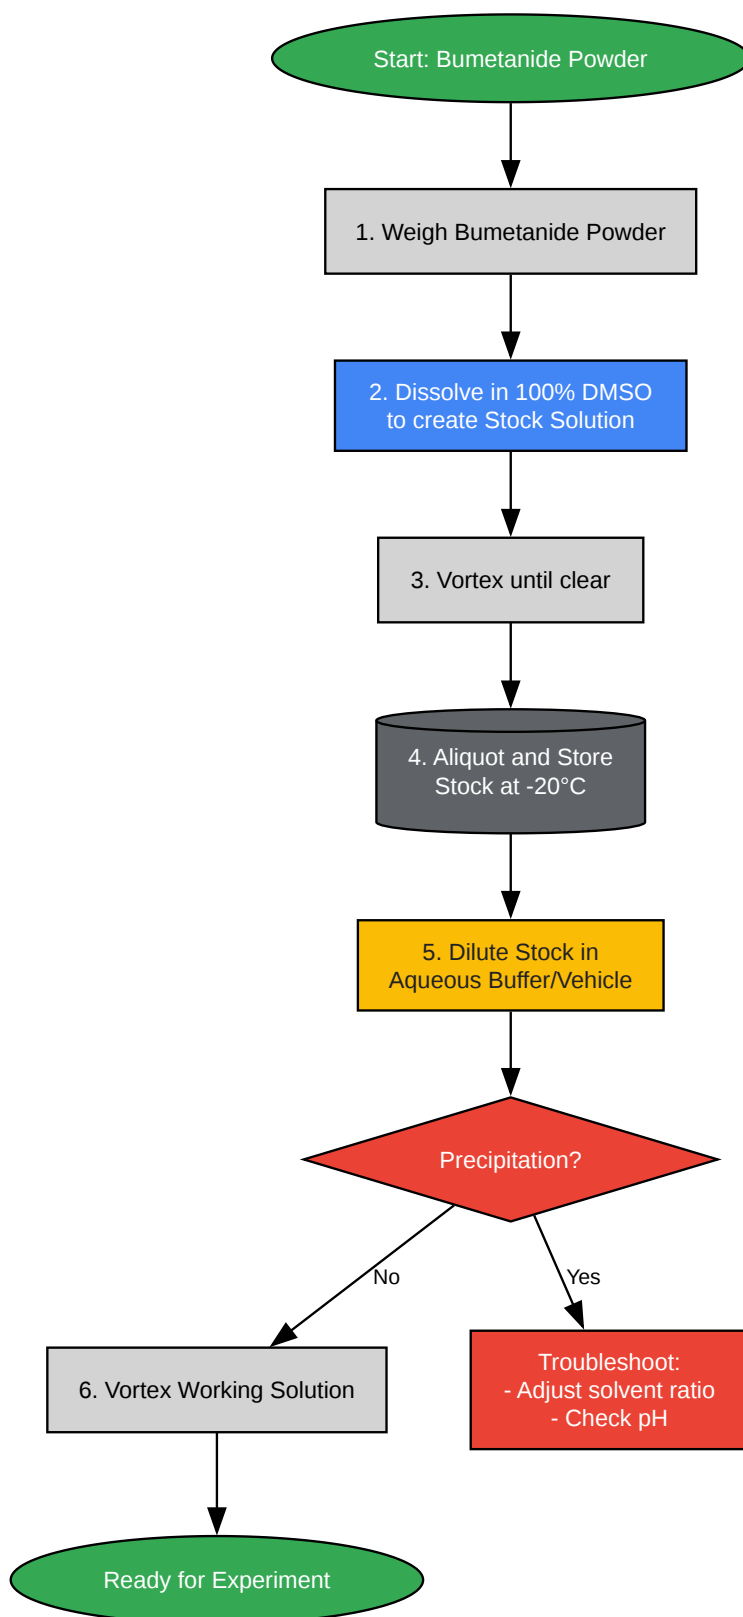 Start: Bumetanide Powder
1. Weigh Bumetanide Powder
2. Dissolve in 100% DMSO
to create Stock Solution
3. Vortex until clear
4. Aliquot and Store
Stock at -20°C
5. Dilute Stock in
Aqueous Buffer/Vehicle
Precipitation?
No
Yes
6. Vortex Working Solution
Troubleshoot:
- Adjust solvent ratio
- Check pH
Ready for Experiment